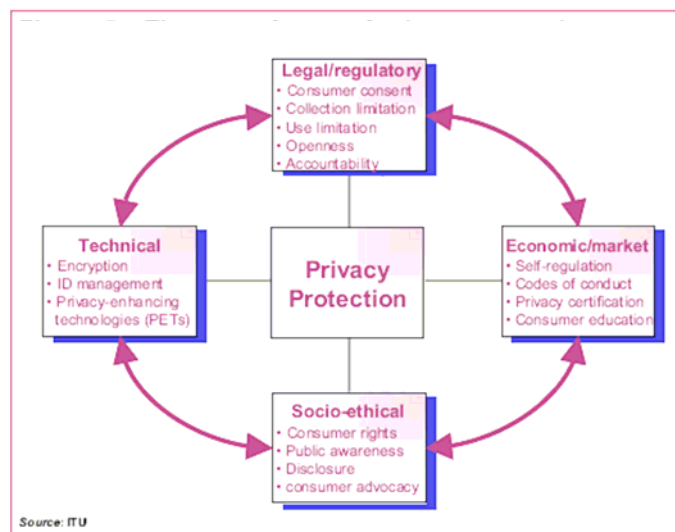 Legal/regulatory
• Consumer consent
• Collection limitation
• Use limitation
• Openness
• Accountability
Technical
• Encryption
• ID management
• Privacy-enhancing
technologies (PETs)
Privacy
Protection
Economic/market
• Self-regulation
• Codes of conduct
• Privacy certification
• Consumer education
Socio-ethical
• Consumer rights
• Public awareness
• Disclosure
• consumer advocacy
Source: ITU